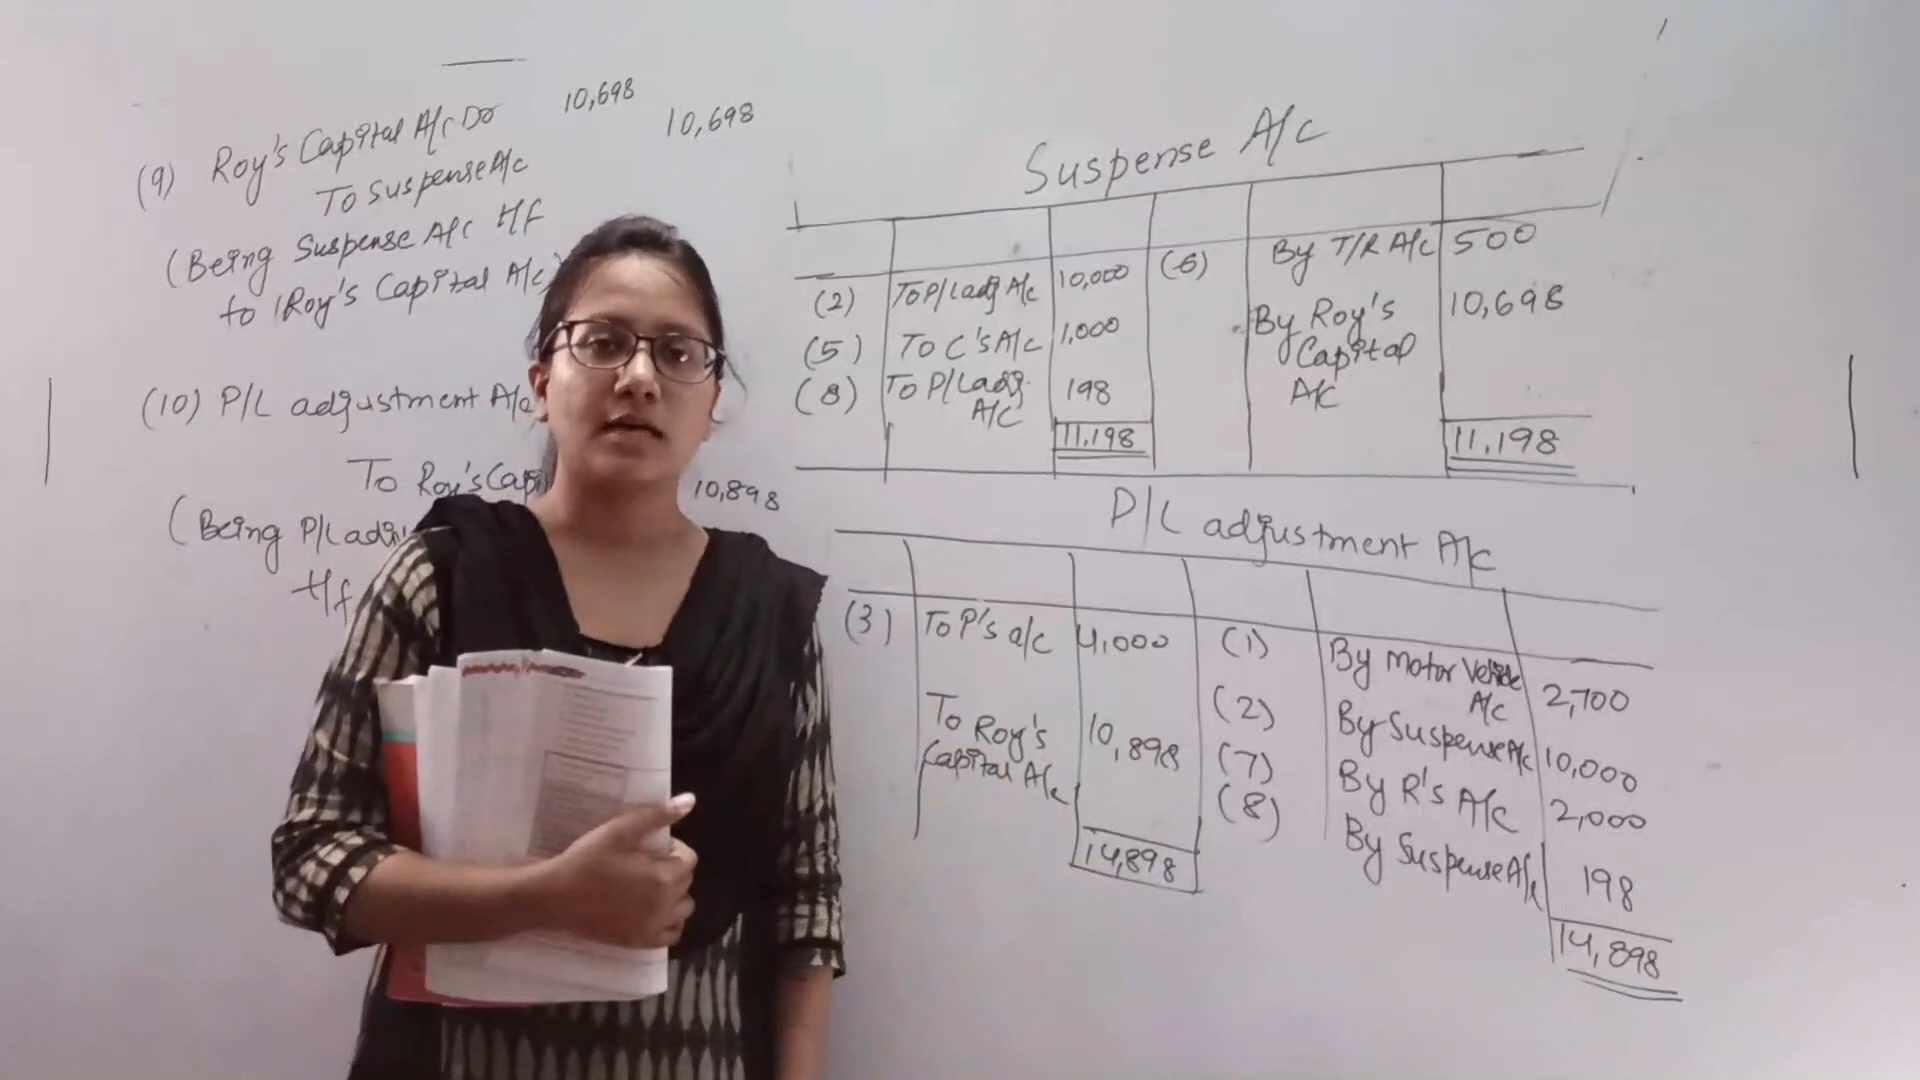 (9) Roy's Capital A/c Dr 10,698
To Suspense A/c 10,698
(Being Suspense A/c t/f
to Roy's Capital A/c)
(10) P/L adjustment A/c
To Roy's Capi 10,898
(Being P/L adj
t/f
Suspense A/c
(2) To P/L adj A/c 10,000
(5) To C's A/c 1,000
(8) To P/L adj. 198
A/C
11,198
(6) By T/R A/c 500
By Roy's 10,698
Capital
A/C
11,198
P/L adjustment A/c
(3) To P's a/c 4,000
To Roy's 10,898
Capital A/c
14,898
(1) By Motor Vehicle 2,700
A/c
(2) By Suspense A/c 10,000
(7) By R's A/c 2,000
(8) By Suspense A/c 198
14,898